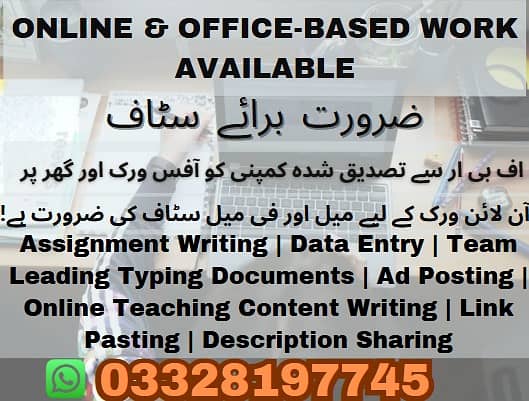 ONLINE & OFFICE-BASED WORK
AVAILABLE
ضرورت برائے سٹاف
اف بی ار سے تصدیق شدہ کمپنی کو آفس ورک اور گھر پر
آن لائن ورک کے لیے میل اور فی میل سٹاف کی ضرورت ہے!
Assignment Writing | Data Entry | Team
Leading Typing Documents | Ad Posting |
Online Teaching Content Writing | Link
Pasting | Description Sharing
03328197745